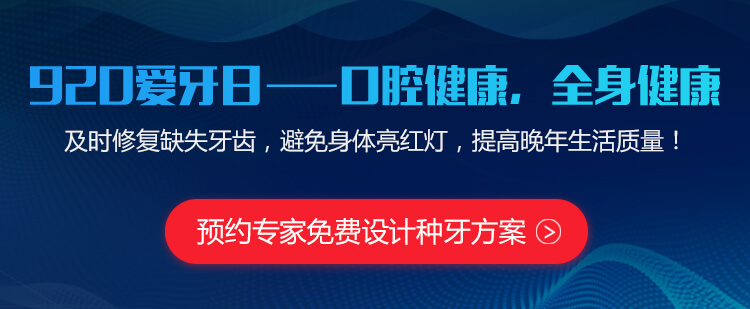 920爱牙日——口腔健康，全身健康
及时修复缺失牙齿，避免身体亮红灯，提高晚年生活质量！
预约专家免费设计种牙方案